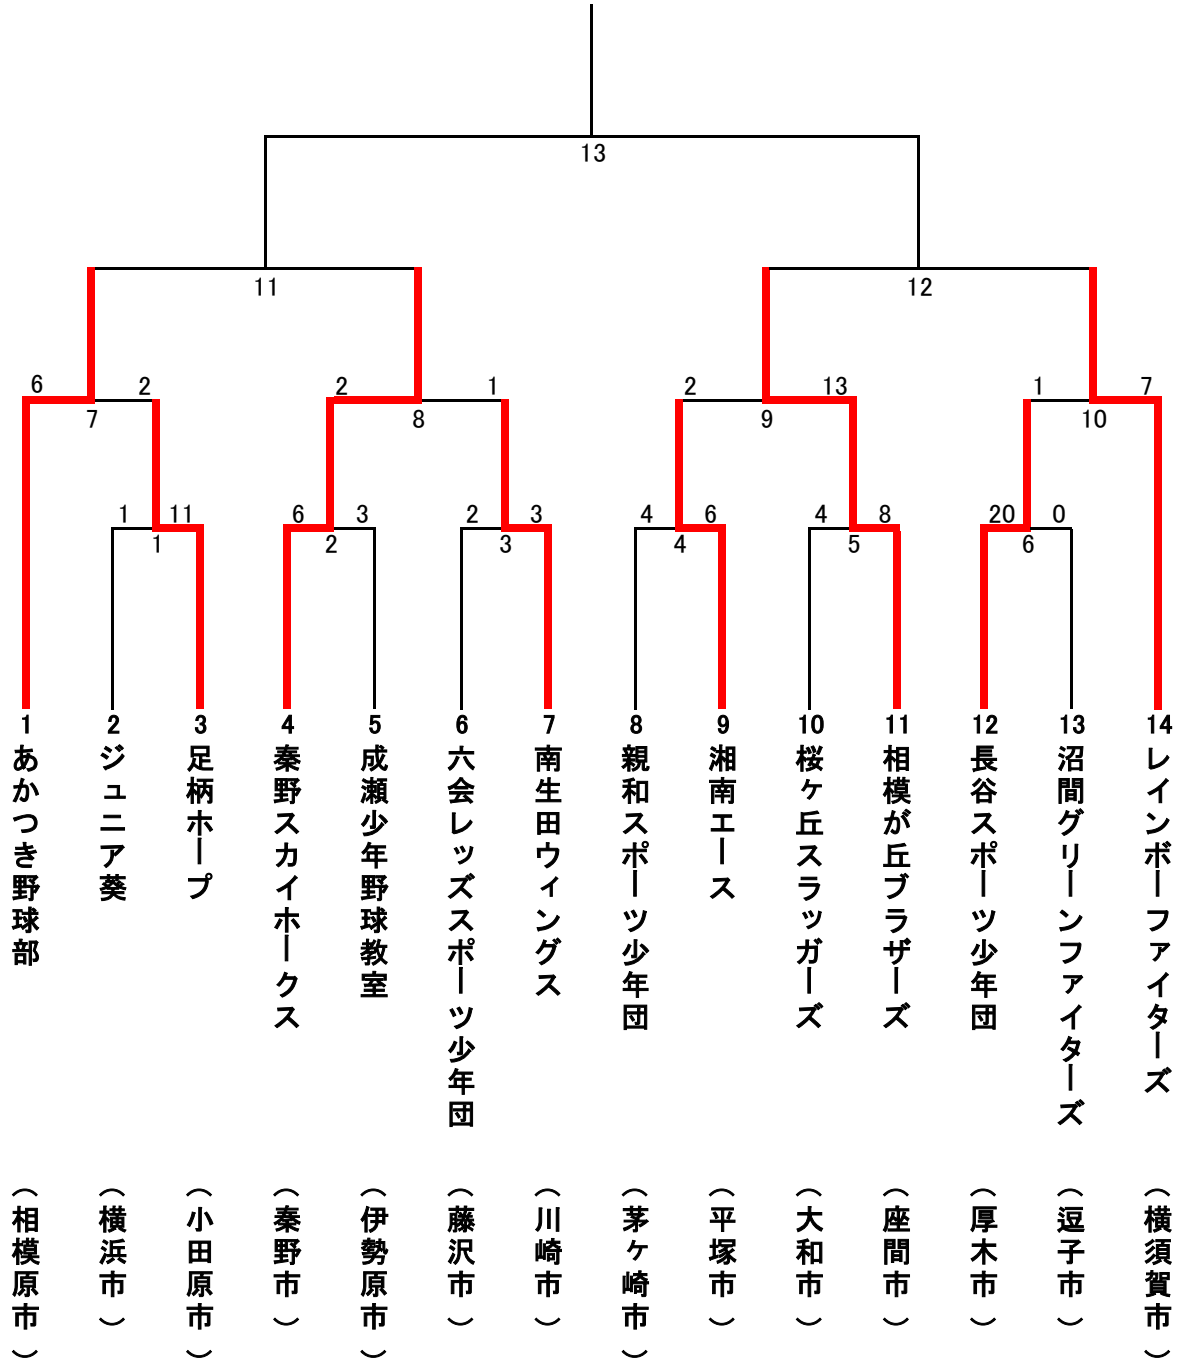 13
11
12
6
2
2
1
2
13
1
7
7
8
9
10
1
11
6
3
2
3
4
6
4
8
20
0
1
2
3
4
5
6
1
2
3
4
5
6
7
8
9
10
11
12
13
14
あかつき野球部
ジュニア葵
足柄ホープ
秦野スカイホークス
成瀬少年野球教室
六会レッズスポーツ少年団
南生田ウィングス
親和スポーツ少年団
湘南エース
桜ヶ丘スラッガーズ
相模が丘ブラザーズ
長谷スポーツ少年団
沼間グリーンファイターズ
レインボーファイターズ
（相模原市）
（横浜市）
（小田原市）
（秦野市）
（伊勢原市）
（藤沢市）
（川崎市）
（茅ヶ崎市）
（平塚市）
（大和市）
（座間市）
（厚木市）
（逗子市）
（横須賀市）